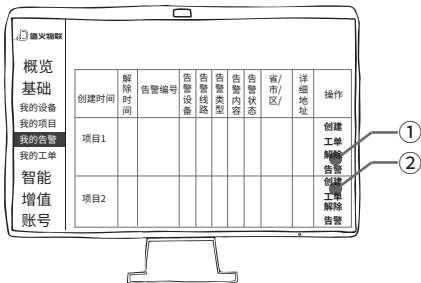 德义物联
概览
基础
我的设备
我的项目
我的告警
我的工单
智能
增值
账号
创建时间
解除时间
告警编号
告警设备
告警线路
告警类型
告警内容
告警状态
省/
市/
区/
详细地址
操作
项目1
创建
工单
解除
告警
项目2
创建
工单
解除
告警
①
②